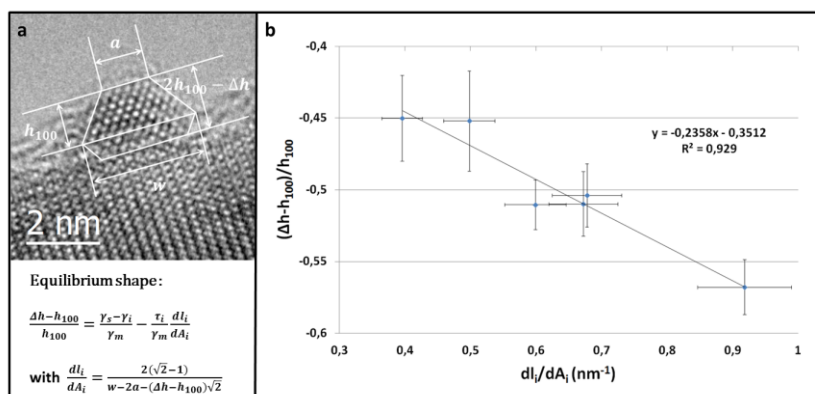 a
a
2h₁₀₀ − Δh
h₁₀₀
w
2 nm
Equilibrium shape:
(Δh−h₁₀₀)/h₁₀₀ = (γₛ−γᵢ)/γₘ − (τᵢ/γₘ)(dlᵢ/dAᵢ)
with dlᵢ/dAᵢ = 2(√2−1)/(w−2a−(Δh−h₁₀₀)√2)
b
-0,4
-0,45
-0,5
-0,55
-0,6
(Δh-h₁₀₀)/h₁₀₀
y = -0,2358x - 0,3512
R² = 0,929
0,3 0,4 0,5 0,6 0,7 0,8 0,9 1
dlᵢ/dAᵢ (nm⁻¹)